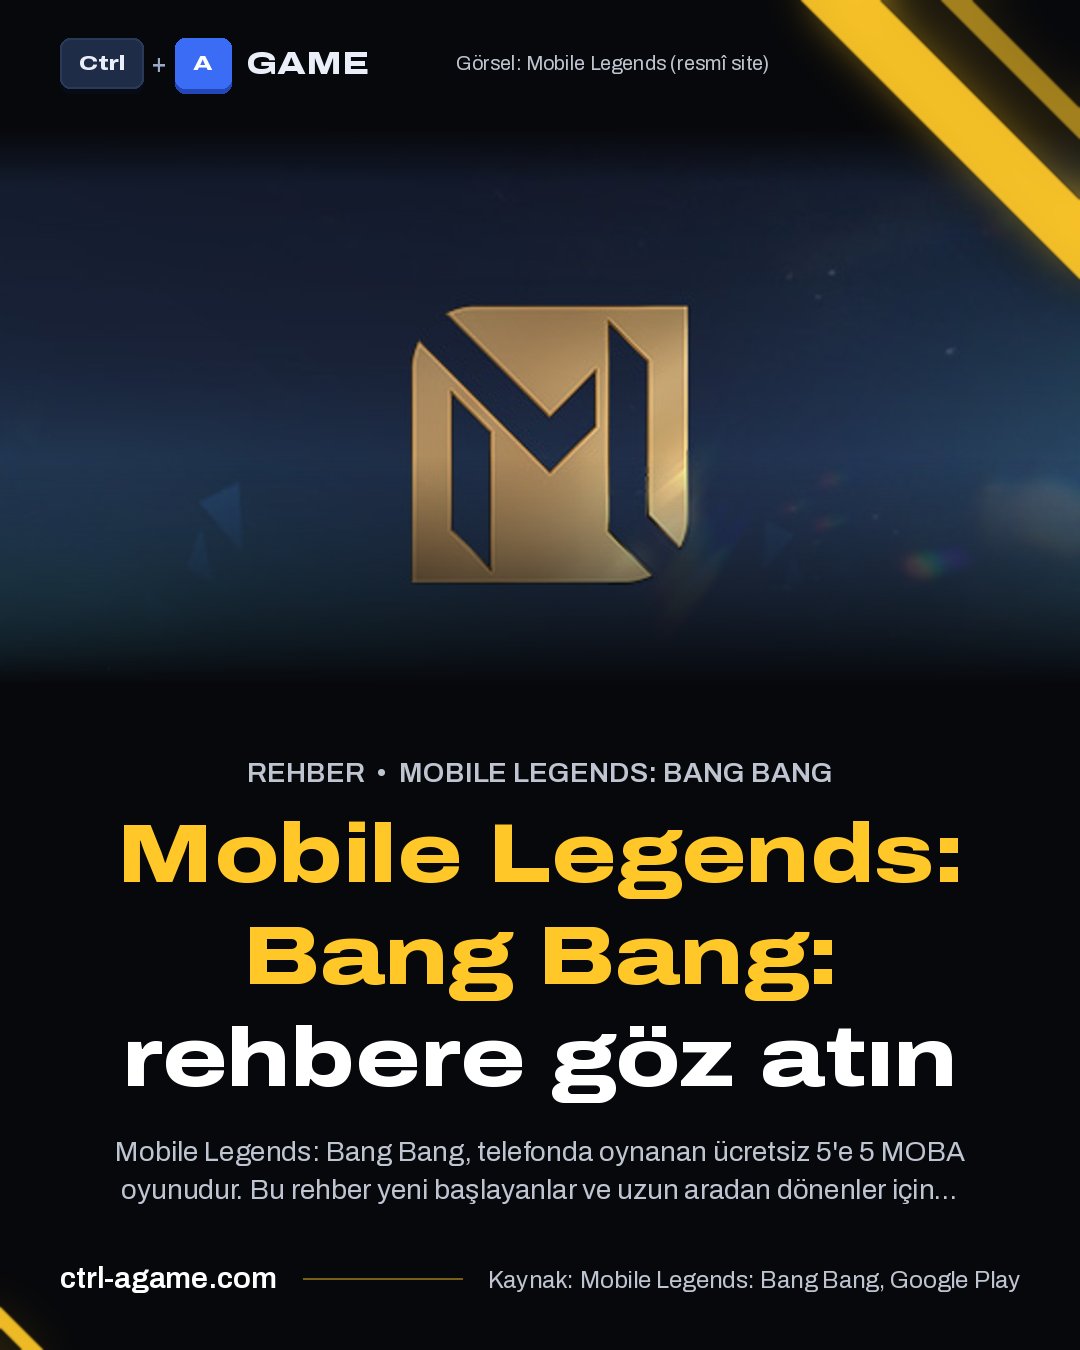 Ctrl + A GAME
Görsel: Mobile Legends (resmî site)
REHBER • MOBILE LEGENDS: BANG BANG
Mobile Legends:
Bang Bang:
rehbere göz atın
Mobile Legends: Bang Bang, telefonda oynanan ücretsiz 5'e 5 MOBA
oyunudur. Bu rehber yeni başlayanlar ve uzun aradan dönenler için...
ctrl-agame.com
Kaynak: Mobile Legends: Bang Bang, Google Play